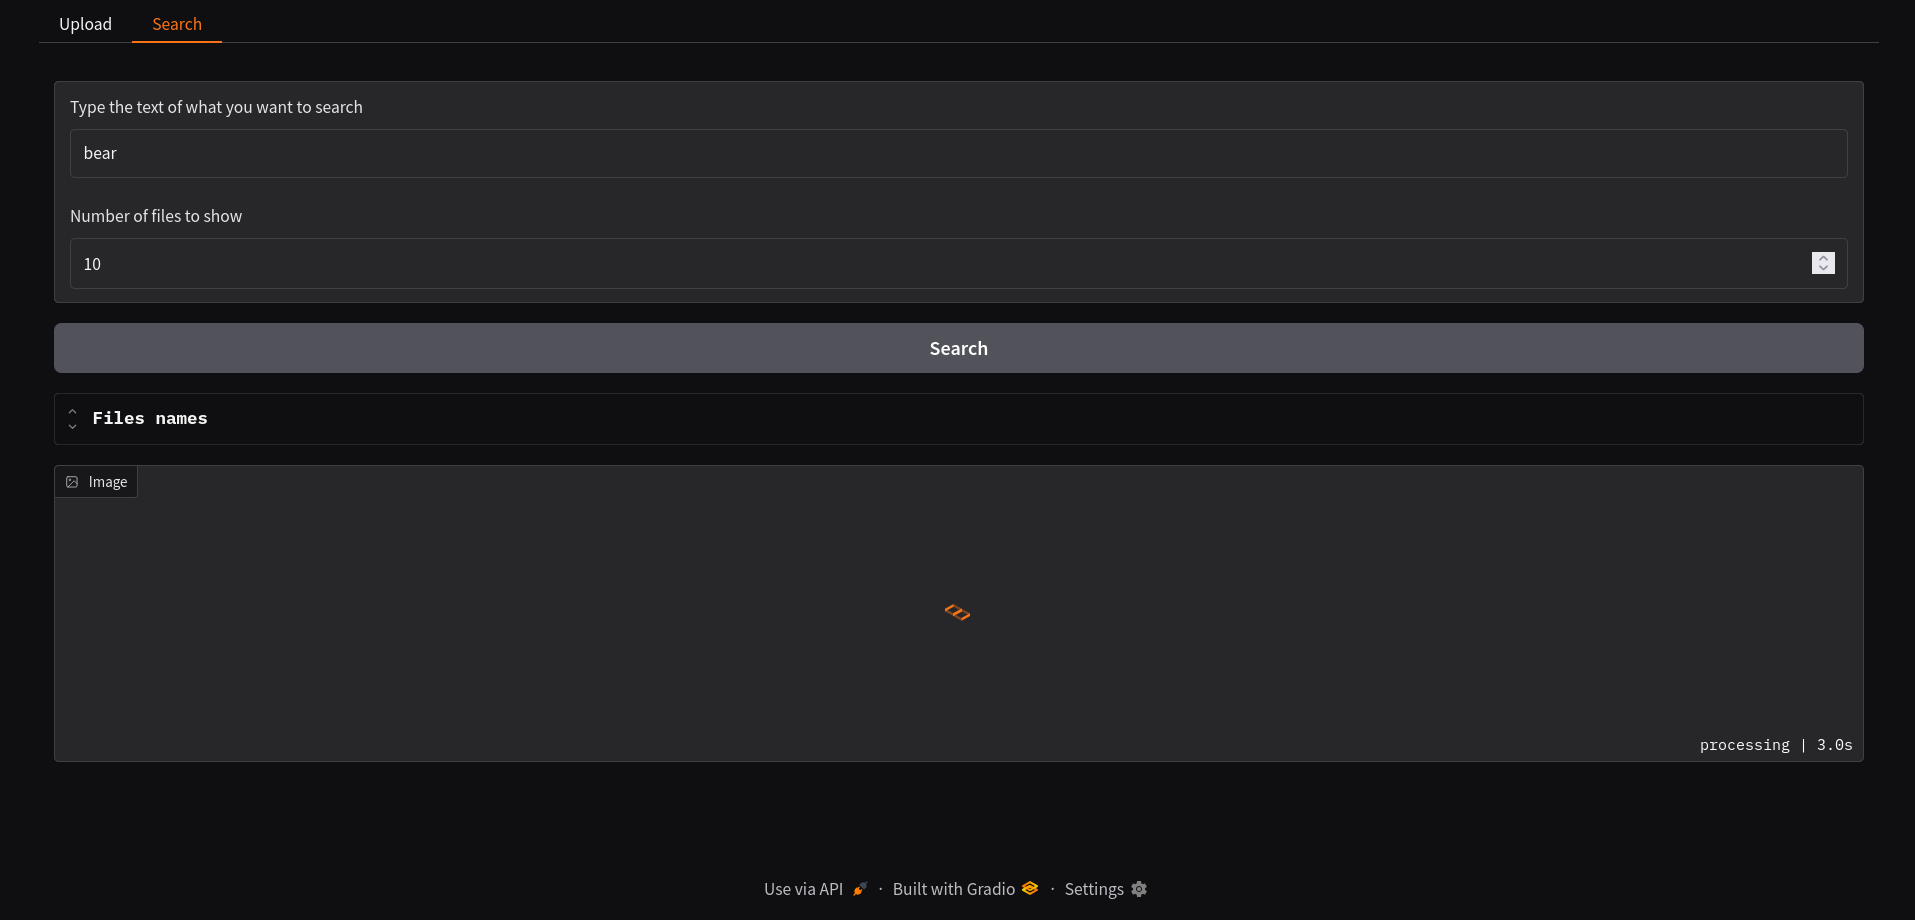 Upload Search
Type the text of what you want to search
bear
Number of files to show
10
Search
Files names
Image
processing | 3.0s
Use via API · Built with Gradio · Settings